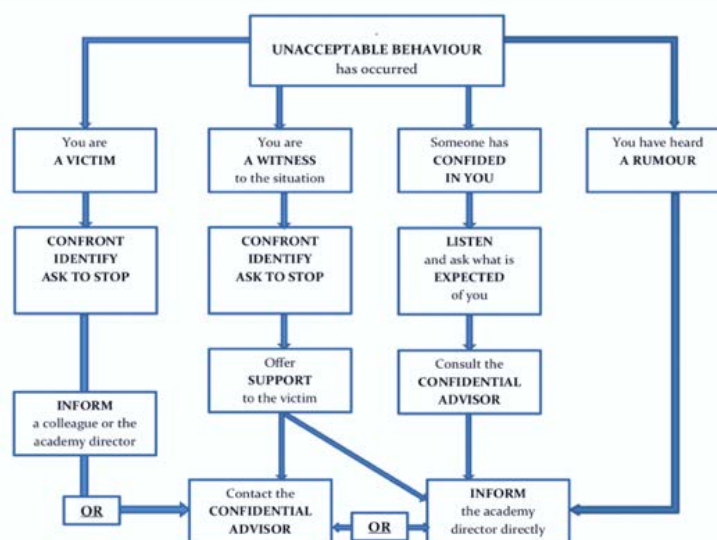 UNACCEPTABLE BEHAVIOUR
has occurred
You are
A VICTIM
You are
A WITNESS
to the situation
Someone has
CONFIDED
IN YOU
You have heard
A RUMOUR
CONFRONT
IDENTIFY
ASK TO STOP
CONFRONT
IDENTIFY
ASK TO STOP
LISTEN
and ask what is
EXPECTED
of you
Offer
SUPPORT
to the victim
Consult the
CONFIDENTIAL
ADVISOR
INFORM
a colleague or the
academy director
OR
Contact the
CONFIDENTIAL
ADVISOR
OR
INFORM
the academy
director directly